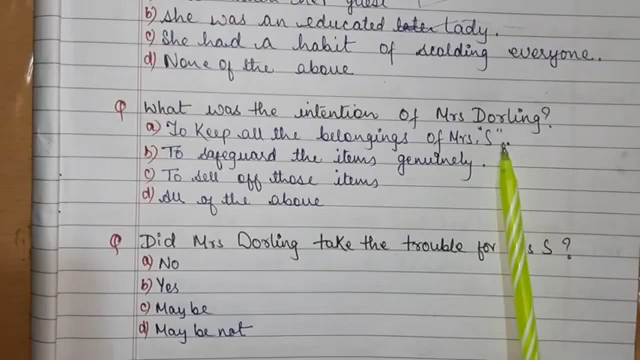 guest
b) She was an educated lady.
c) She had a habit of scolding everyone.
d) None of the above
Q What was the intention of Mrs Dorling?
a) To Keep all the belongings of Mrs. "S".
b) To safeguard the items genuinely.
c) To sell off those items
d) All of the above
Q Did Mrs Dorling take the trouble for s S?
a) No
b) Yes
c) May be
d) May be not